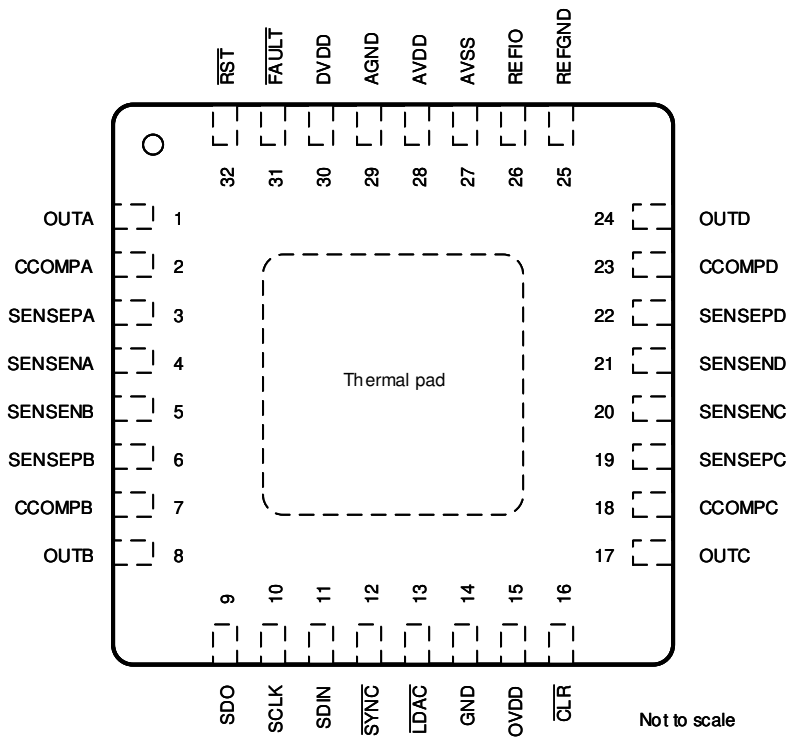 RST
FAULT
DVDD
AGND
AVDD
AVSS
REFIO
REFGND
32
31
30
29
28
27
26
25
OUTA 1
CCOMPA 2
SENSEPA 3
SENSENA 4
SENSENB 5
SENSEPB 6
CCOMPB 7
OUTB 8
24 OUTD
23 CCOMPD
22 SENSEPD
21 SENSEND
20 SENSENC
19 SENSEPC
18 CCOMPC
17 OUTC
Thermal pad
9
10
11
12
13
14
15
16
SDO
SCLK
SDIN
SYNC
LDAC
GND
OVDD
CLR
Not to scale